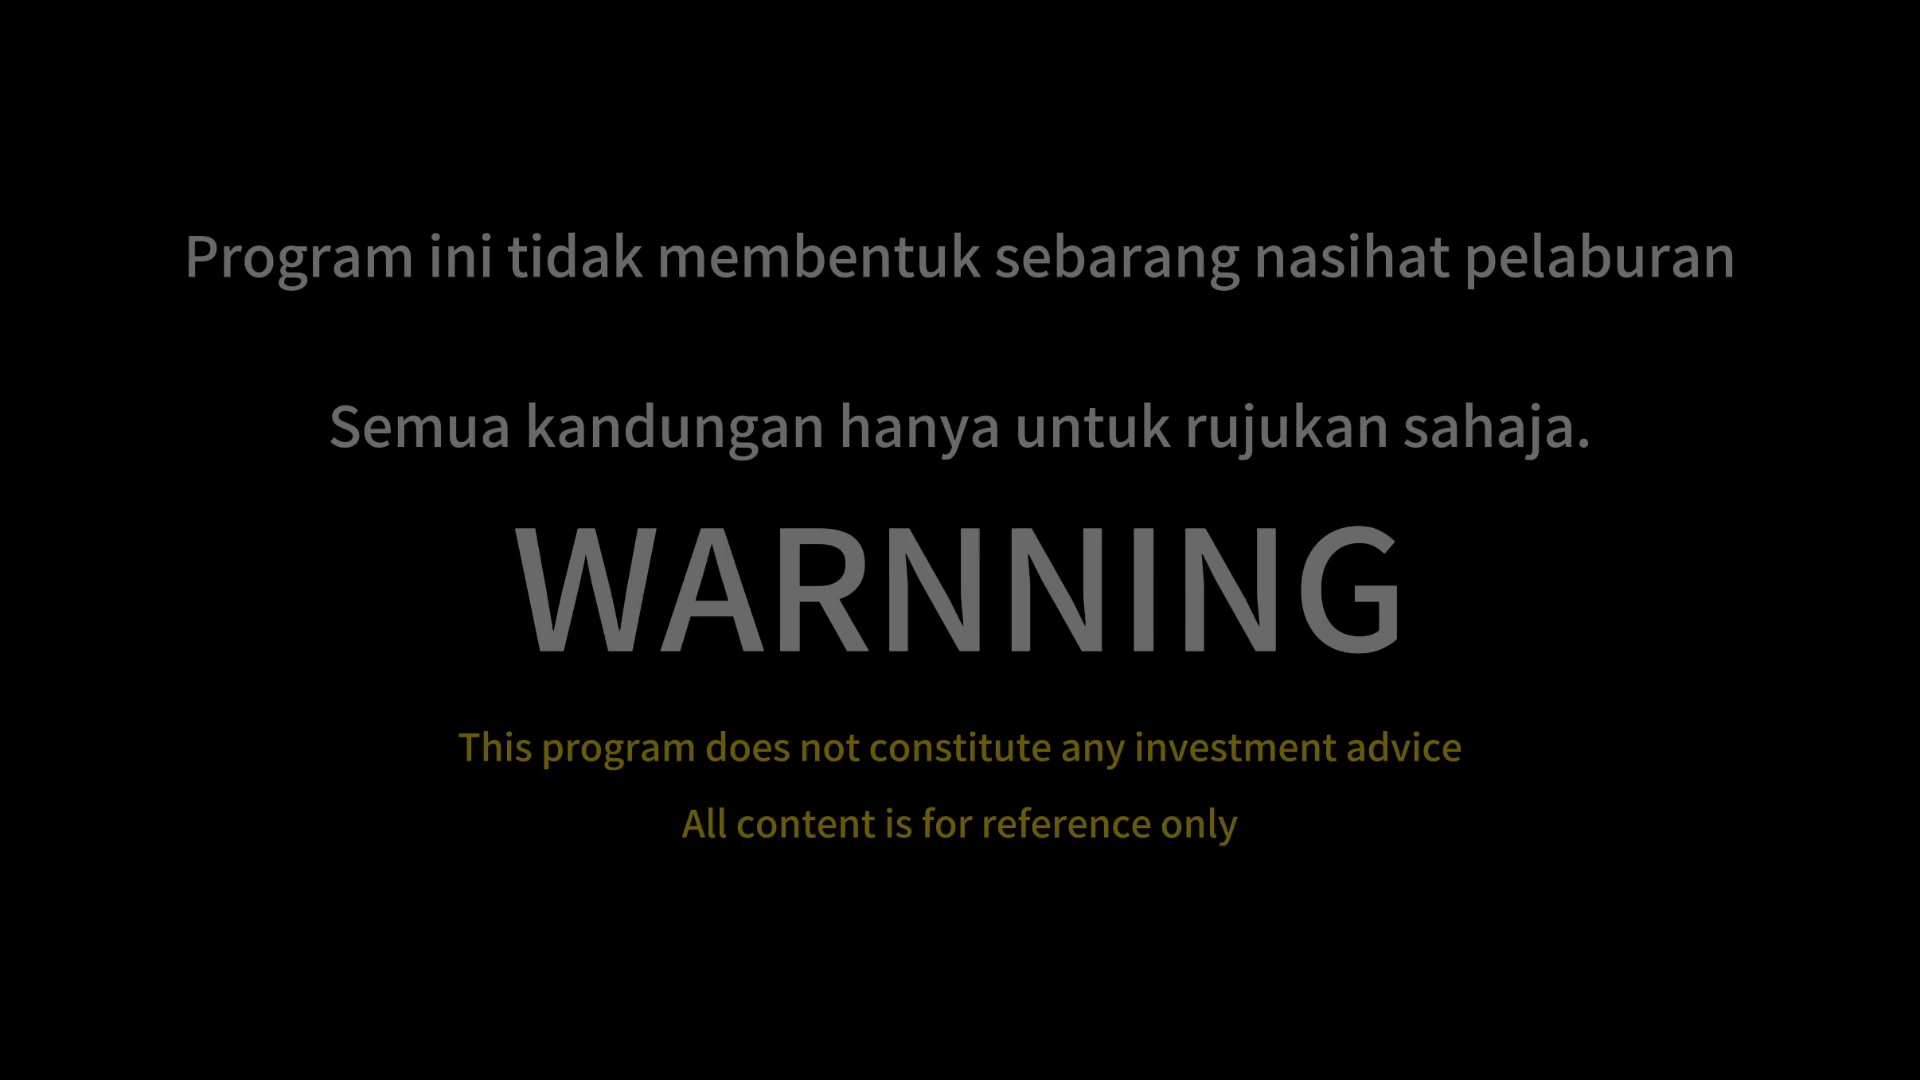 Program ini tidak membentuk sebarang nasihat pelaburan
Semua kandungan hanya untuk rujukan sahaja.
WARNNING
This program does not constitute any investment advice
All content is for reference only